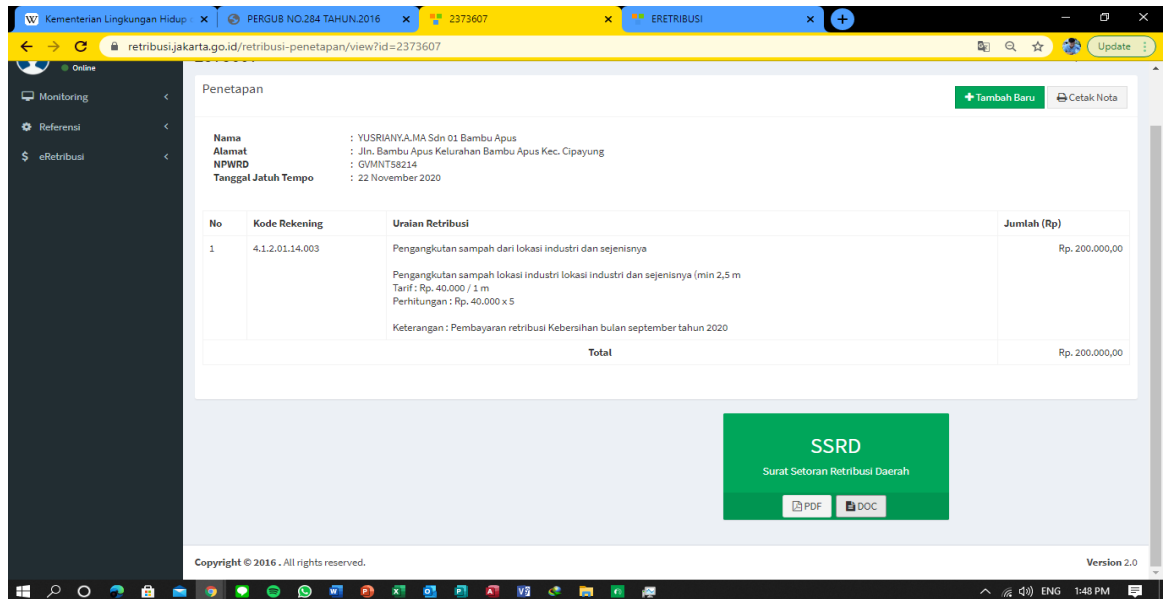 Kementerian Lingkungan Hidup
PERGUB NO.284 TAHUN.2016
2373607
ERETRIBUSI
retribusi.jakarta.go.id/retribusi-penetapan/view?id=2373607
Update
Online
Monitoring
Referensi
$ eRetribusi
Penetapan
+ Tambah Baru
Cetak Nota
Nama : YUSRIANY.A.MA Sdn 01 Bambu Apus
Alamat : Jln. Bambu Apus Kelurahan Bambu Apus Kec. Cipayung
NPWRD : GVMNT58214
Tanggal Jatuh Tempo : 22 November 2020
No Kode Rekening Uraian Retribusi Jumlah (Rp)
1 4.1.2.01.14.003 Pengangkutan sampah dari lokasi industri dan sejenisnya Rp. 200.000,00
Pengangkutan sampah lokasi industri lokasi industri dan sejenisnya (min 2,5 m
Tarif : Rp. 40.000 / 1 m
Perhitungan : Rp. 40.000 x 5
Keterangan : Pembayaran retribusi Kebersihan bulan september tahun 2020
Total Rp. 200.000,00
SSRD
Surat Setoran Retribusi Daerah
PDF
DOC
Copyright © 2016 . All rights reserved.
Version 2.0
ENG 1:48 PM